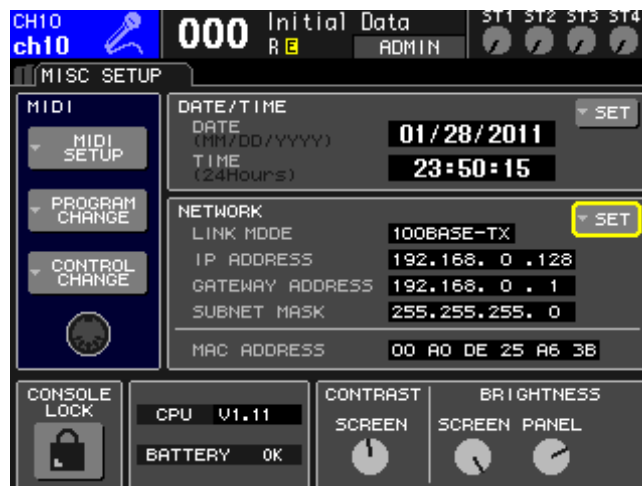 CH10
ch10
000
Initial Data
R E
ADMIN
ST1 ST2 ST3 ST4
MISC SETUP
MIDI
MIDI SETUP
PROGRAM CHANGE
CONTROL CHANGE
DATE/TIME
SET
DATE
(MM/DD/YYYY)
01/28/2011
TIME
(24Hours)
23:50:15
NETWORK
SET
LINK MODE 100BASE-TX
IP ADDRESS 192.168. 0 .128
GATEWAY ADDRESS 192.168. 0 . 1
SUBNET MASK 255.255.255. 0
MAC ADDRESS 00 A0 DE 25 A6 3B
CONSOLE
LOCK
CPU V1.11
BATTERY OK
CONTRAST
SCREEN
BRIGHTNESS
SCREEN PANEL